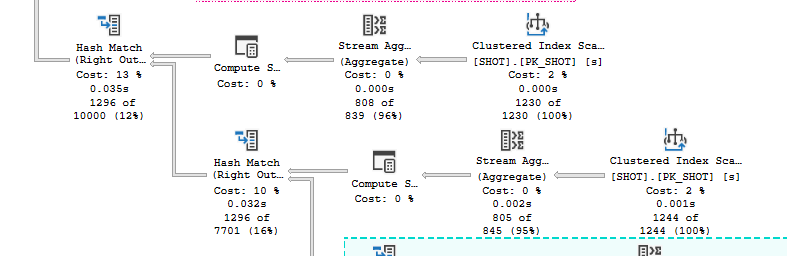 Hash Match
(Right Out...
Cost: 13 %
0.035s
1296 of
10000 (12%)
Compute S...
Cost: 0 %
Stream Agg...
(Aggregate)
Cost: 0 %
0.000s
808 of
839 (96%)
Clustered Index Sca...
[SHOT].[PK_SHOT] [s]
Cost: 2 %
0.000s
1230 of
1230 (100%)
Hash Match
(Right Out...
Cost: 10 %
0.032s
1296 of
7701 (16%)
Compute S...
Cost: 0 %
Stream Agg...
(Aggregate)
Cost: 0 %
0.002s
805 of
845 (95%)
Clustered Index Sca...
[SHOT].[PK_SHOT] [s]
Cost: 2 %
0.001s
1244 of
1244 (100%)